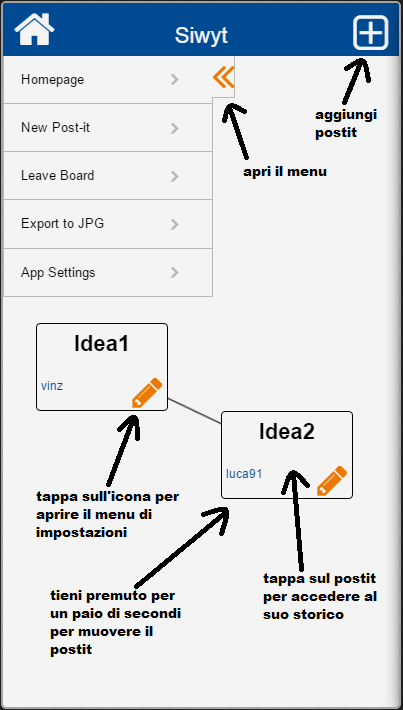 Siwyt
Homepage
New Post-it
Leave Board
Export to JPG
App Settings
aggiungi
postit
apri il menu
Idea1
vinz
Idea2
luca91
tappa sull'icona per
aprire il menu di
impostazioni
tieni premuto per
un paio di secondi
per muovere il
postit
tappa sul postit
per accedere al
suo storico